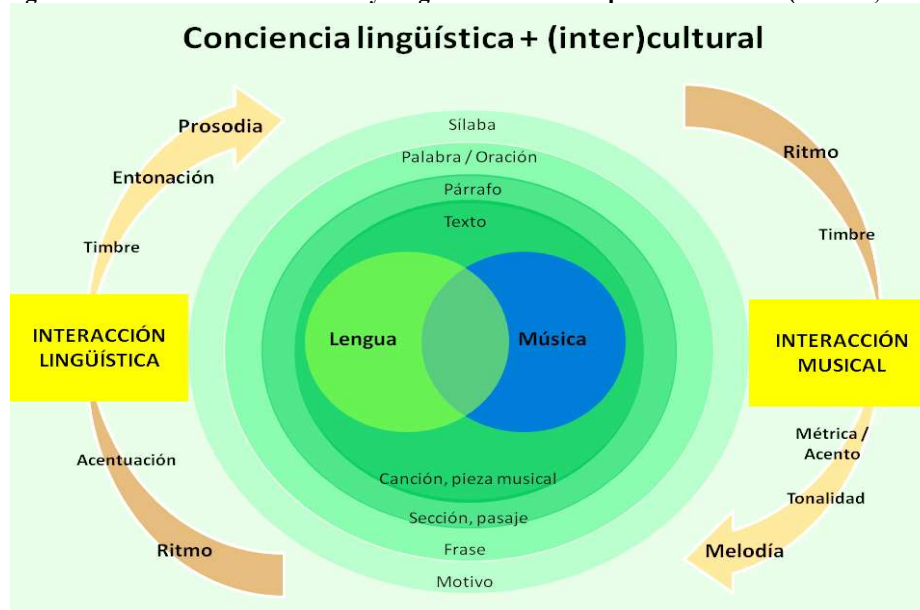 Conciencia lingüística + (inter)cultural
Prosodia
Entonación
Timbre
INTERACCIÓN
LINGÜÍSTICA
Acentuación
Ritmo
Sílaba
Palabra / Oración
Párrafo
Texto
Lengua
Música
Canción, pieza musical
Sección, pasaje
Frase
Motivo
Ritmo
Timbre
INTERACCIÓN
MUSICAL
Métrica /
Acento
Tonalidad
Melodía